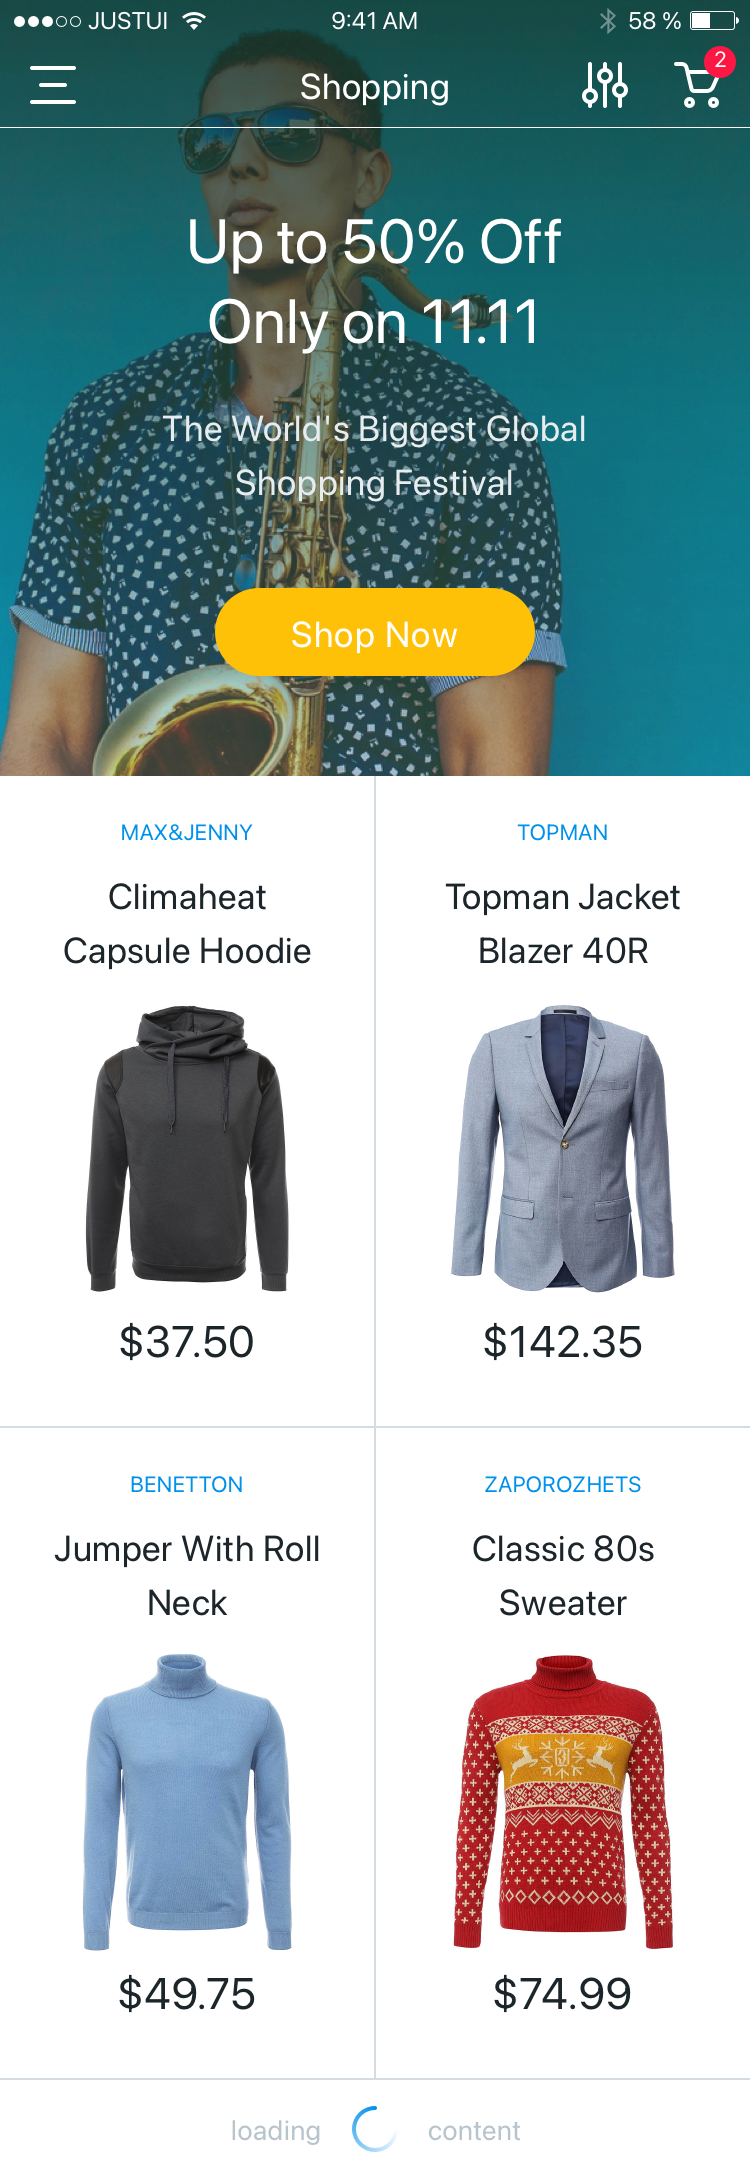 JUSTUI 9:41 AM 58 %
Shopping 2
Up to 50% Off
Only on 11.11
The World's Biggest Global
Shopping Festival
Shop Now
MAX&JENNY
Climaheat
Capsule Hoodie
$37.50
TOPMAN
Topman Jacket
Blazer 40R
$142.35
BENETTON
Jumper With Roll
Neck
$49.75
ZAPOROZHETS
Classic 80s
Sweater
$74.99
loading content